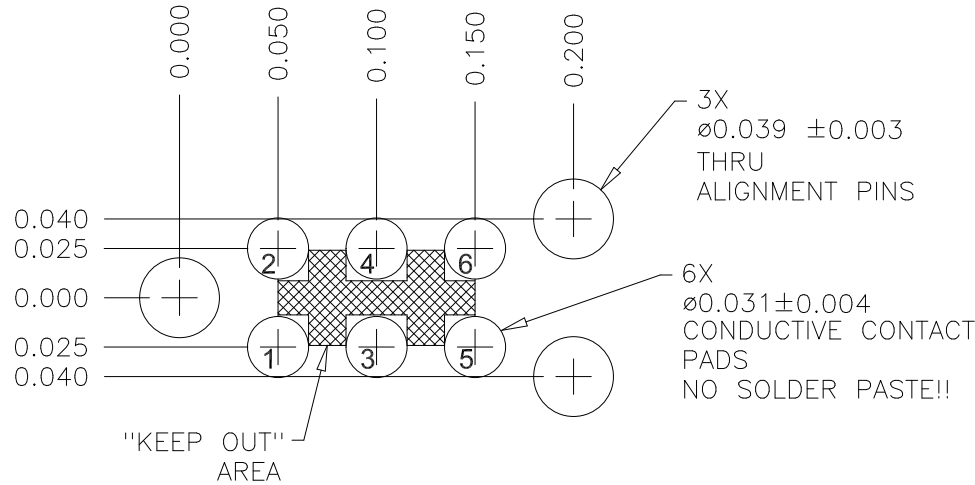 0.000
0.050
0.100
0.150
0.200
3X
⌀0.039 ±0.003
THRU
ALIGNMENT PINS
0.040
0.025
0.000
0.025
0.040
2
4
6
1
3
5
6X
⌀0.031±0.004
CONDUCTIVE CONTACT
PADS
NO SOLDER PASTE!!
"KEEP OUT"
AREA